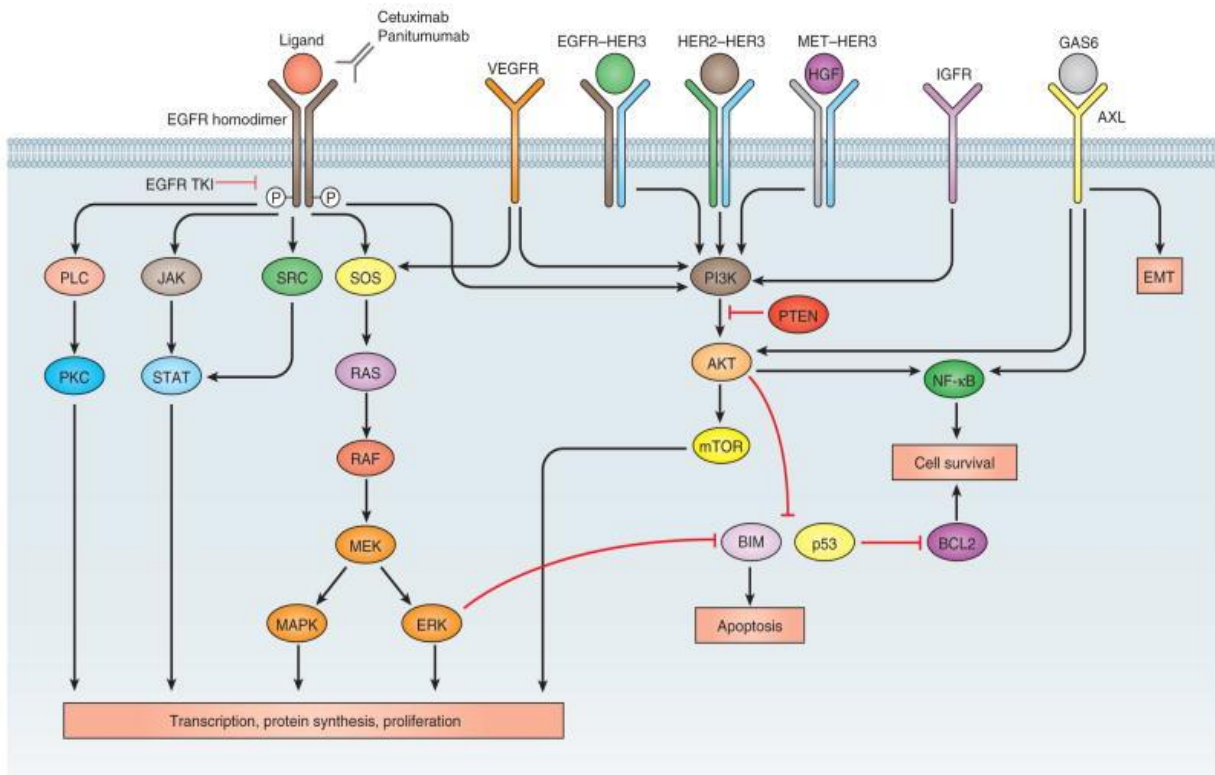 Cetuximab
Panitumumab
Ligand
EGFR–HER3
HER2–HER3
MET–HER3
GAS6
VEGFR
HGF
IGFR
EGFR homodimer
AXL
EGFR TKI
P
P
PLC
JAK
SRC
SOS
PI3K
EMT
PTEN
PKC
STAT
RAS
AKT
NF-κB
RAF
mTOR
Cell survival
MEK
BIM
p53
BCL2
MAPK
ERK
Apoptosis
Transcription, protein synthesis, proliferation